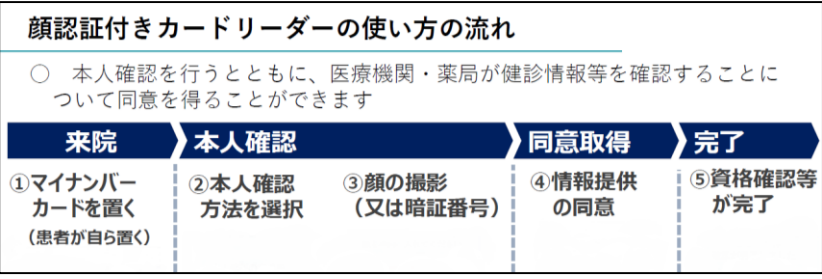 顔認証付きカードリーダーの使い方の流れ
○　本人確認を行うとともに、医療機関・薬局が健診情報等を確認することに
ついて同意を得ることができます
来院
本人確認
同意取得
完了
①マイナンバー
カードを置く
(患者が自ら置く)
②本人確認
方法を選択
③顔の撮影
(又は暗証番号)
④情報提供
の同意
⑤資格確認等
が完了